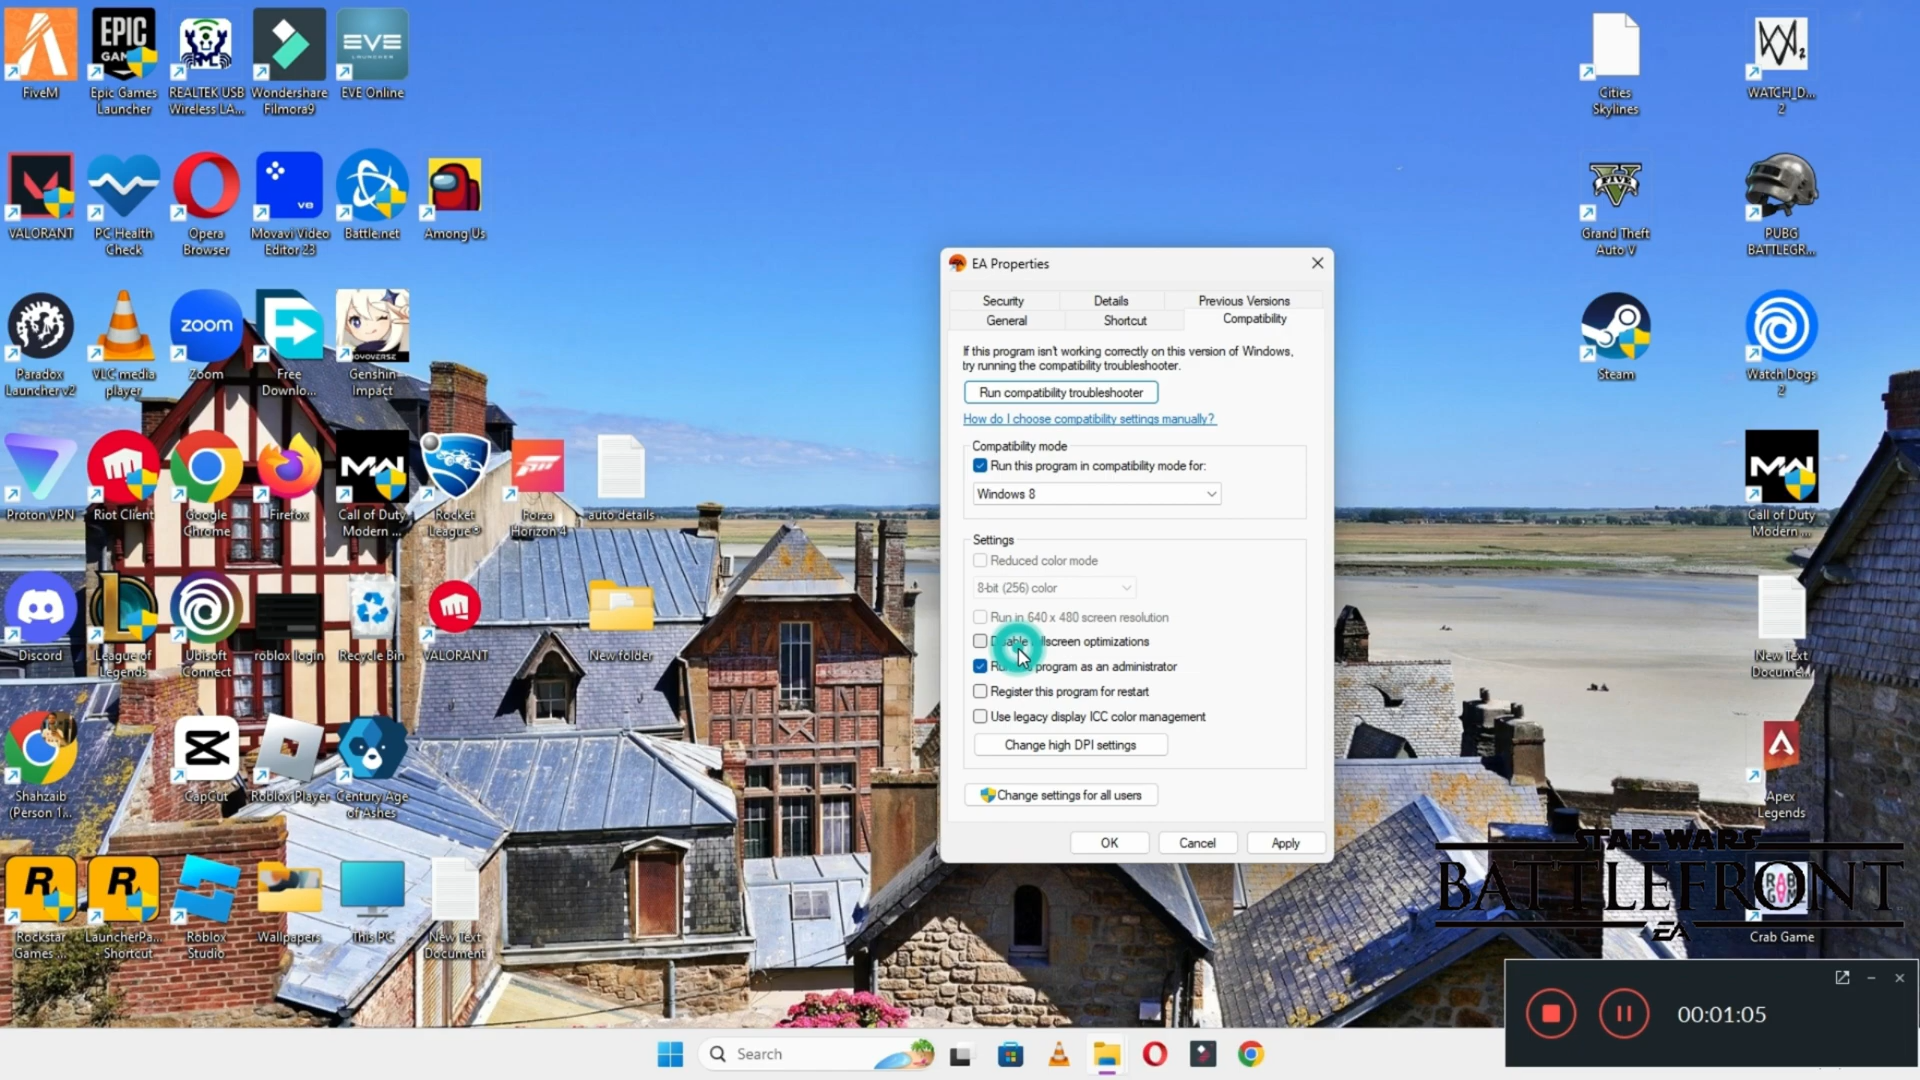 FiveM
Epic Games
Launcher
REALTEK USB
Wireless LA...
Wondershare
Filmora9
EVE Online
EPIC
EVE
Cities
Skylines
WATCH_D...
2
VALORANT
PC Health
Check
Opera
Browser
Movavi Video
Editor 23
Battle.net
Among Us
Grand Theft
Auto V
PUBG
BATTLEGR...
FIVE
Paradox
Launcher v2
VLC media
player
zoom
Zoom
Free
Downlo...
Genshin
Impact
Steam
Watch Dogs
2
Proton VPN
Riot Client
Google
Chrome
Firefox
Call of Duty
Modern ...
Rocket
League®
Forza
Horizon 4
auto details
Call of Duty
Modern ...
Discord
League of
Legends
Ubisoft
Connect
roblox login
Recycle Bin
VALORANT
New folder
New Text
Docume...
Shahzaib
(Person 1...
CapCut
Roblox Player
Century Age
of Ashes
Apex
Legends
Rockstar
Games ...
LauncherPa...
- Shortcut
Roblox
Studio
Wallpapers
This PC
New Text
Document
Crab Game
EA Properties
Security
Details
Previous Versions
General
Shortcut
Compatibility
If this program isn't working correctly on this version of Windows,
try running the compatibility troubleshooter.
Run compatibility troubleshooter
How do I choose compatibility settings manually?
Compatibility mode
Run this program in compatibility mode for:
Windows 8
Settings
Reduced color mode
8-bit (256) color
Run in 640 x 480 screen resolution
optimizations
program as an administrator
Register this program for restart
Use legacy display ICC color management
Change high DPI settings
Change settings for all users
OK
Cancel
Apply
STAR WARS
BATTLEFRONT
EA
00:01:05
Search